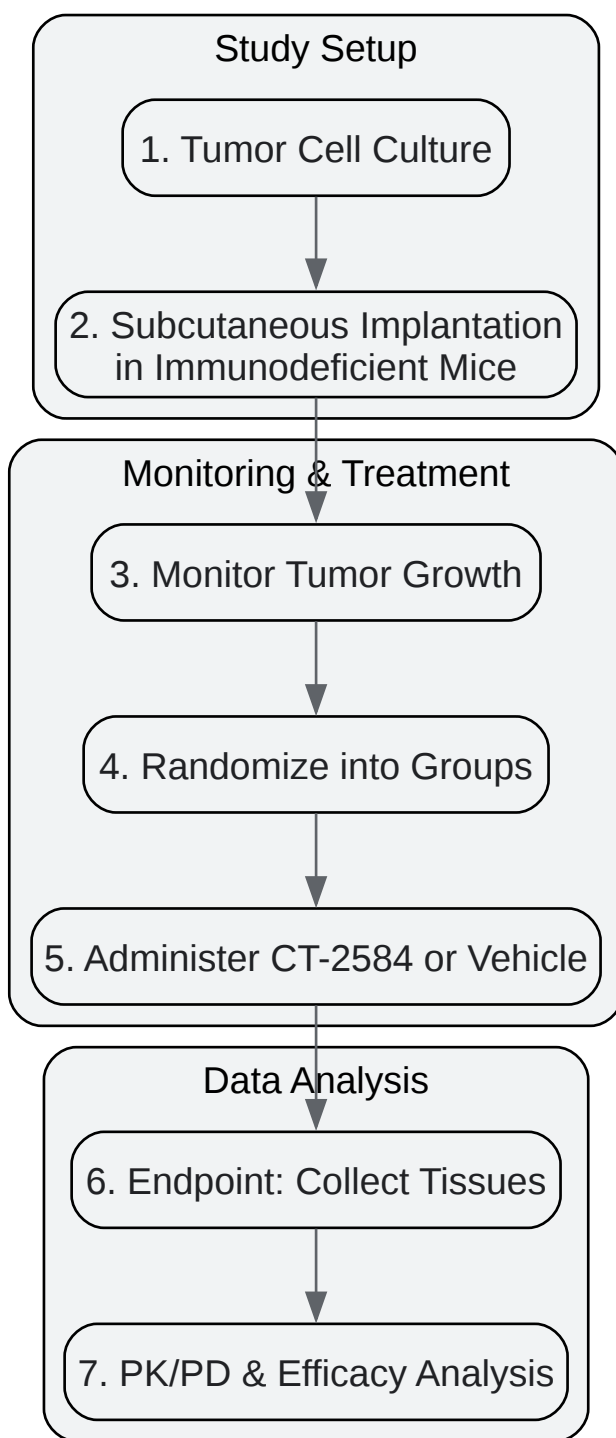 Study Setup
1. Tumor Cell Culture
2. Subcutaneous Implantation
in Immunodeficient Mice
Monitoring & Treatment
3. Monitor Tumor Growth
4. Randomize into Groups
5. Administer CT-2584 or Vehicle
Data Analysis
6. Endpoint: Collect Tissues
7. PK/PD & Efficacy Analysis